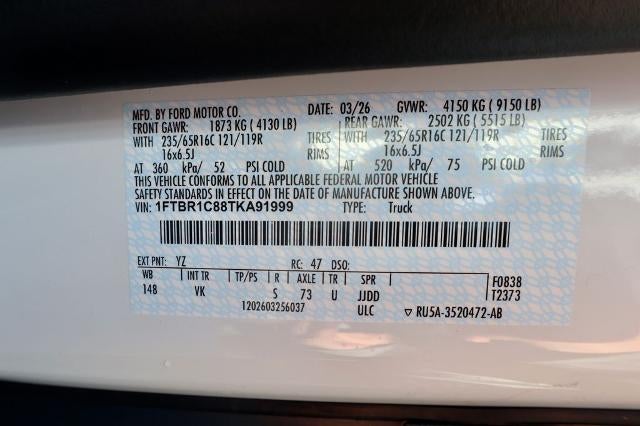 MFD. BY FORD MOTOR CO. DATE: 03/26 GVWR: 4150 KG ( 9150 LB)
FRONT GAWR: 1873 KG ( 4130 LB) REAR GAWR: 2502 KG ( 5515 LB)
WITH 235/65R16C 121/119R TIRES WITH 235/65R16C 121/119R TIRES
16x6.5J RIMS 16x6.5J RIMS
AT 360 kPa/ 52 PSI COLD AT 520 kPa/ 75 PSI COLD
THIS VEHICLE CONFORMS TO ALL APPLICABLE FEDERAL MOTOR VEHICLE
SAFETY STANDARDS IN EFFECT ON THE DATE OF MANUFACTURE SHOWN ABOVE.
VIN: 1FTBR1C88TKA91999 TYPE: Truck
EXT PNT: YZ RC: 47 DSO:
WB INT TR TP/PS R AXLE TR SPR F0838
148 VK S 73 U JJDD T2373
1202603256037 ULC ▽ RU5A-3520472-AB